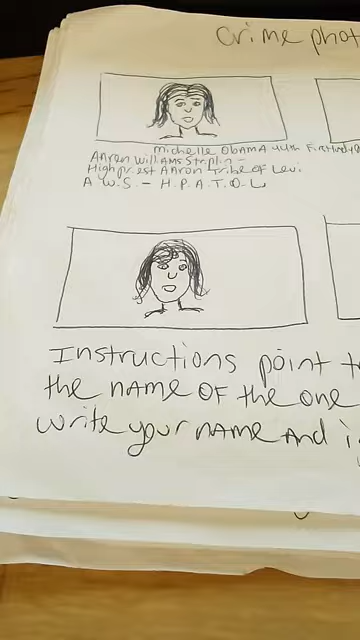 Crime phot
Michelle Obama 44th First
Aaron Williams Striplin –
High priest Aaron Tribe of Levi.
A.W.S. – H.P.A.T.O.L
Instructions point t
the name of the one
write your name and i